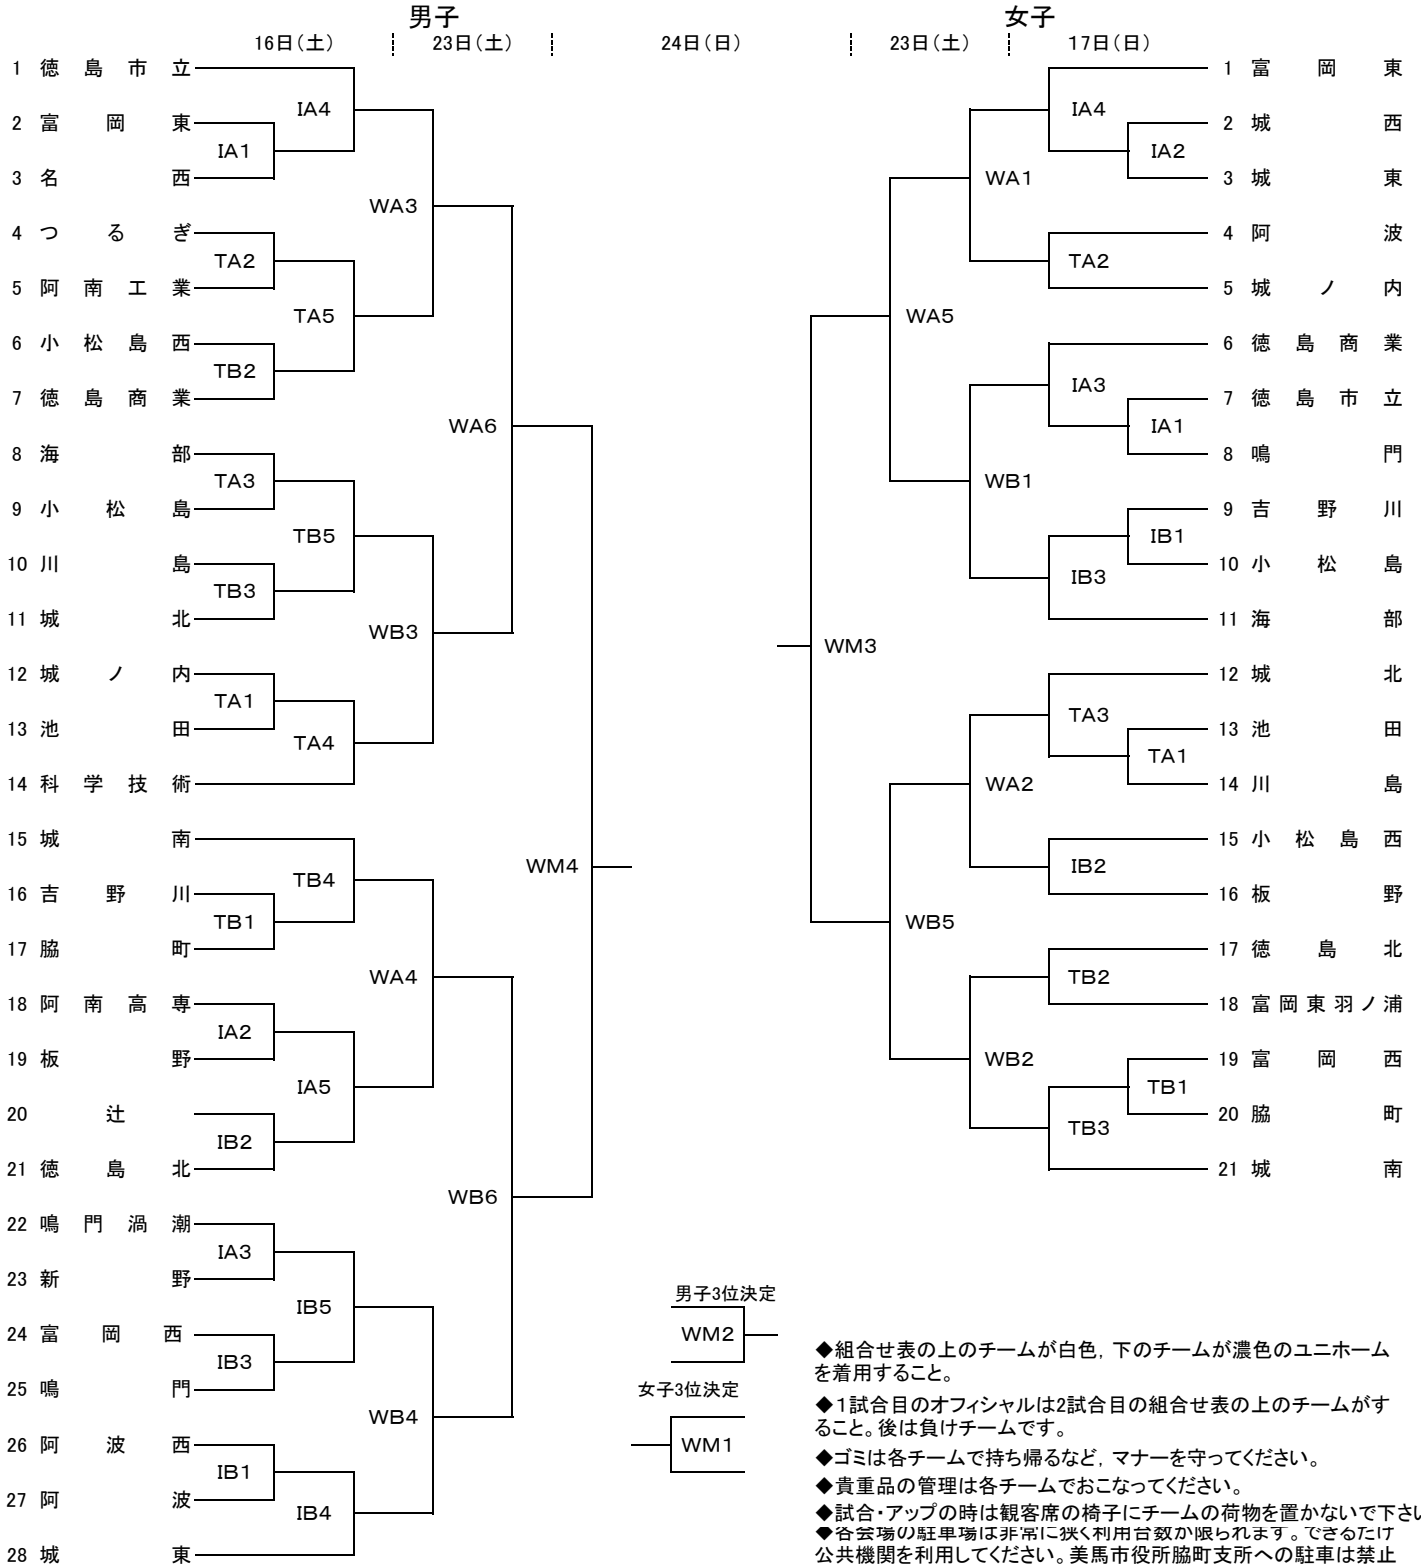 男子
16日(土) 23日(土) 24日(日)
1 徳島市立
IA4
2 富岡東
IA1
3 名西
WA3
4 つるぎ
TA2
5 阿南工業
TA5
6 小松島西
TB2
7 徳島商業
WA6
8 海部
TA3
9 小松島
TB5
10 川島
TB3
11 城北
WB3
12 城ノ内
TA1
13 池田
TA4
14 科学技術
15 城南
WM4
TB4
16 吉野川
TB1
17 脇町
WA4
18 阿南高専
IA2
19 板野
IA5
20 辻
IB2
21 徳島北
WB6
22 鳴門渦潮
IA3
23 新野
IB5
24 富岡西
IB3
25 鳴門
WB4
26 阿波西
IB1
27 阿波
IB4
28 城東
女子
23日(土) 17日(日)
1 富岡東
IA4
2 城西
IA2
3 城東
WA1
4 阿波
TA2
5 城ノ内
WA5
6 徳島商業
IA3
7 徳島市立
IA1
8 鳴門
WB1
9 吉野川
IB1
10 小松島
IB3
11 海部
WM3
12 城北
TA3
13 池田
TA1
14 川島
WA2
15 小松島西
IB2
16 板野
WB5
17 徳島北
TB2
18 富岡東羽ノ浦
WB2
19 富岡西
TB1
20 脇町
TB3
21 城南
男子3位決定
WM2
女子3位決定
WM1
◆組合せ表の上のチームが白色，下のチームが濃色のユニホーム
を着用すること。
◆1試合目のオフィシャルは2試合目の組合せ表の上のチームがす
ること。後は負けチームです。
◆ゴミは各チームで持ち帰るなど，マナーを守ってください。
◆貴重品の管理は各チームでおこなってください。
◆試合・アップの時は観客席の椅子にチームの荷物を置かないで下さい
◆各会場の駐車場は非常に狭く利用台数が限られます。できるだけ
公共機関を利用してください。美馬市役所脇町支所への駐車は禁止